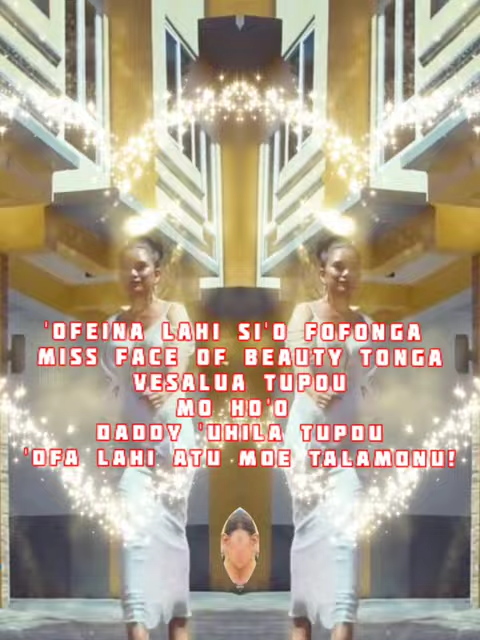 'OFEINA LAHI SI'O FOFONGA
MISS FACE OF BEAUTY TONGA
VESALUA TUPOU
MO HO'O
DADDY 'UHILA TUPOU
'OFA LAHI ATU MOE TALAMONU!